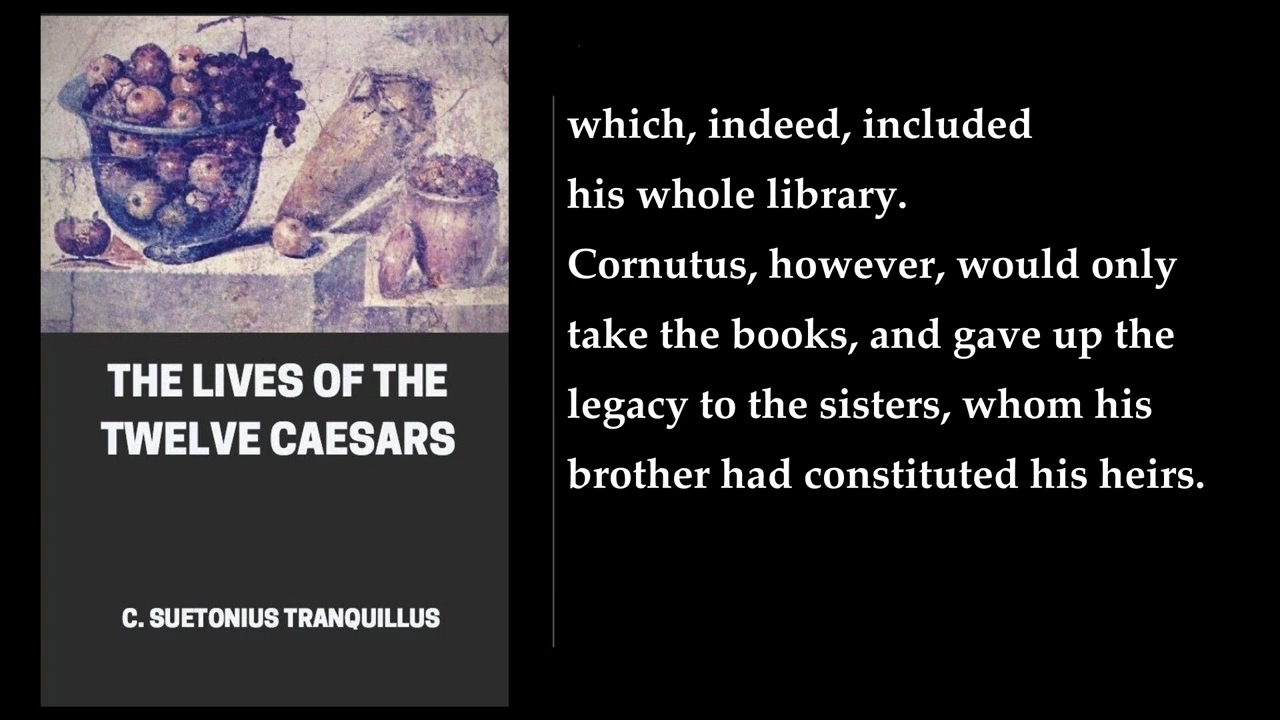 THE LIVES OF THE
TWELVE CAESARS
C. SUETONIUS TRANQUILLUS
which, indeed, included
his whole library.
Cornutus, however, would only
take the books, and gave up the
legacy to the sisters, whom his
brother had constituted his heirs.